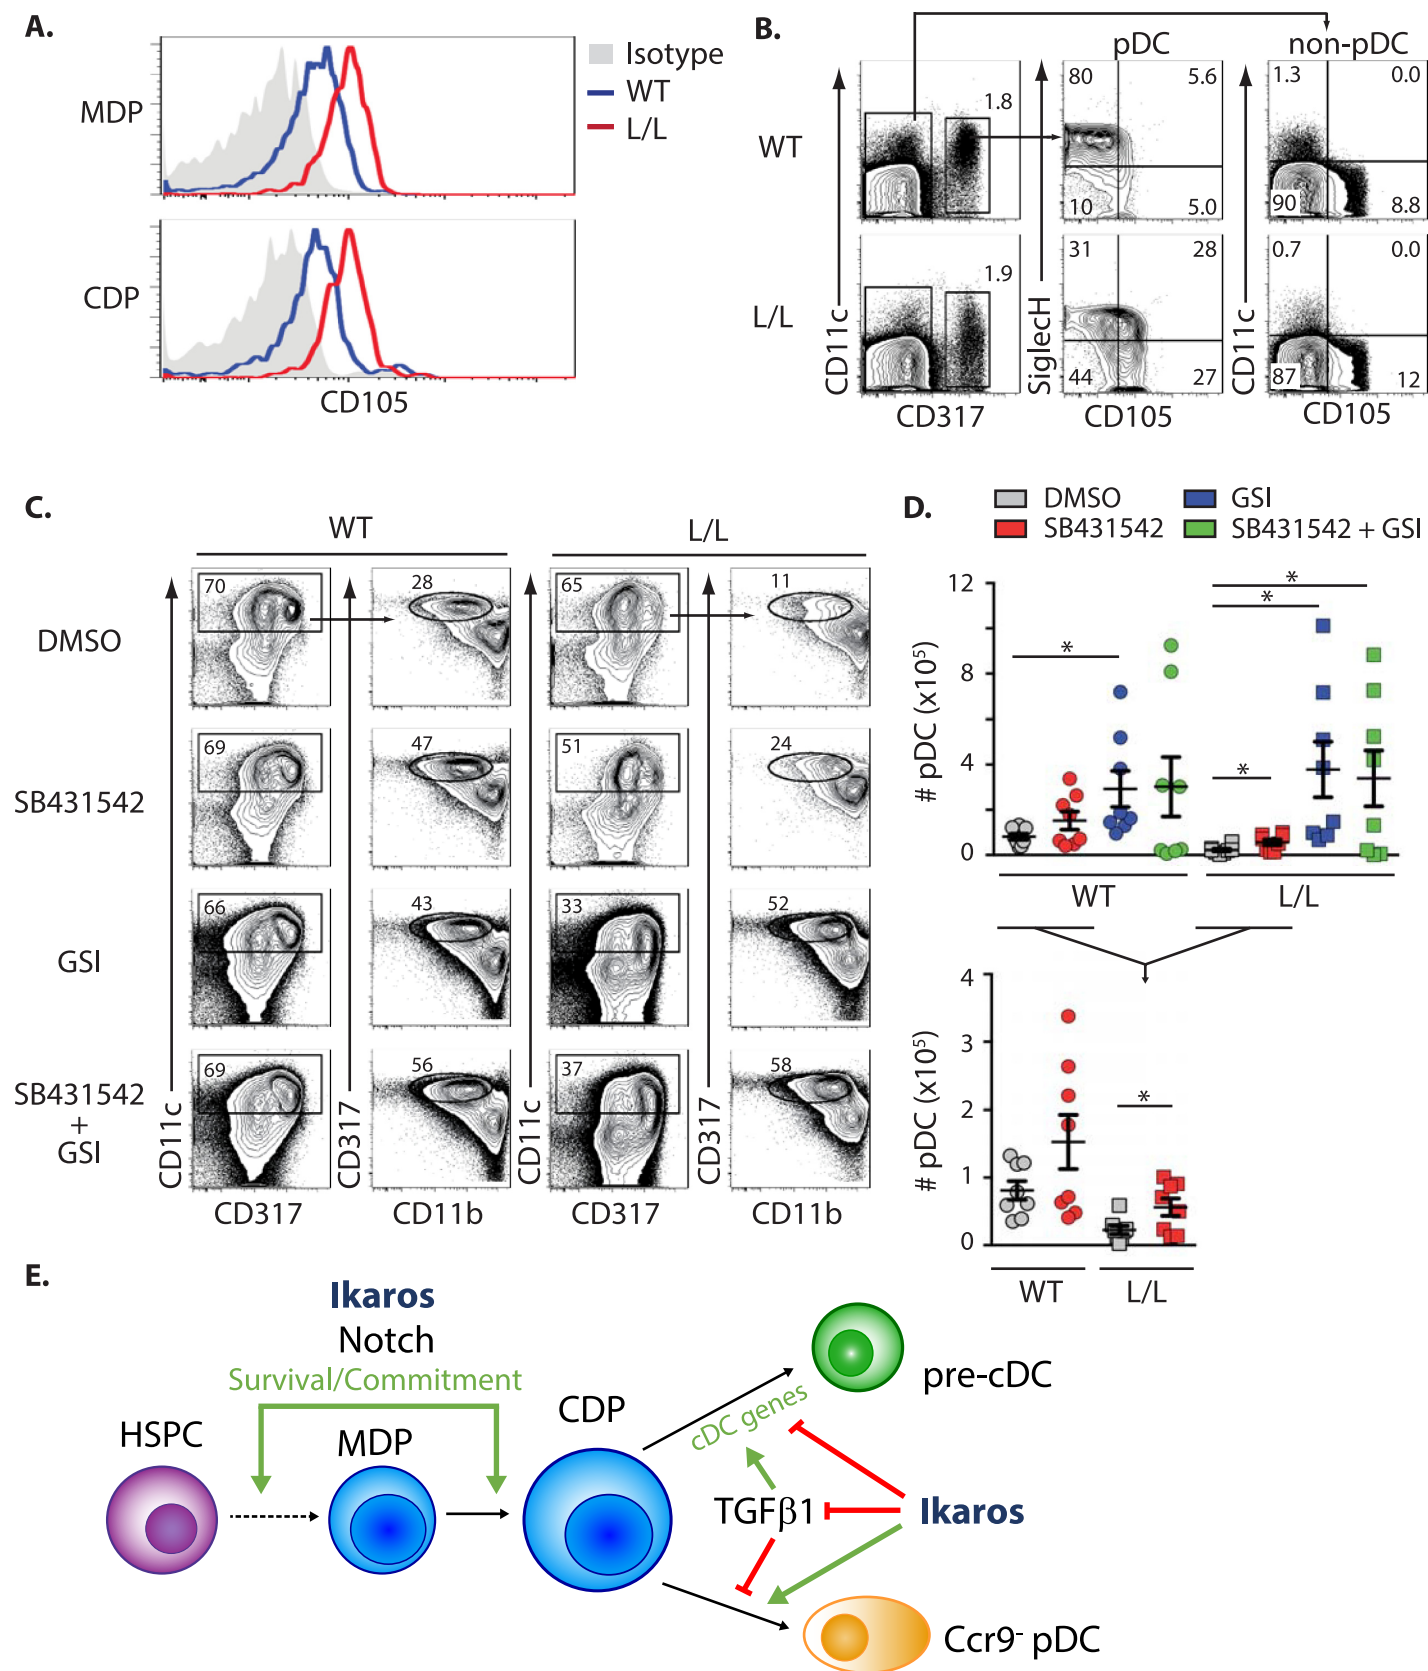 A.
MDP
CDP
CD105
Isotype
WT
L/L
B.
pDC
non-pDC
WT
L/L
1.8
80
5.6
10
5.0
1.3
0.0
90
8.8
1.9
31
28
44
27
0.7
0.0
87
12
CD11c
SiglecH
CD11c
CD317
CD105
CD105
C.
WT
L/L
DMSO
70
28
65
11
SB431542
69
47
51
24
GSI
66
43
33
52
SB431542
+
GSI
69
56
37
58
CD11c
CD317
CD11c
CD317
CD317
CD11b
CD317
CD11b
D.
DMSO
GSI
SB431542
SB431542 + GSI
# pDC (x10⁵)
12
8
4
0
*
*
*
*
WT
L/L
# pDC (x10⁵)
4
3
2
1
0
*
WT
L/L
E.
Ikaros
Notch
Survival/Commitment
HSPC
MDP
CDP
cDC genes
pre-cDC
TGFβ1
Ikaros
Ccr9⁻ pDC